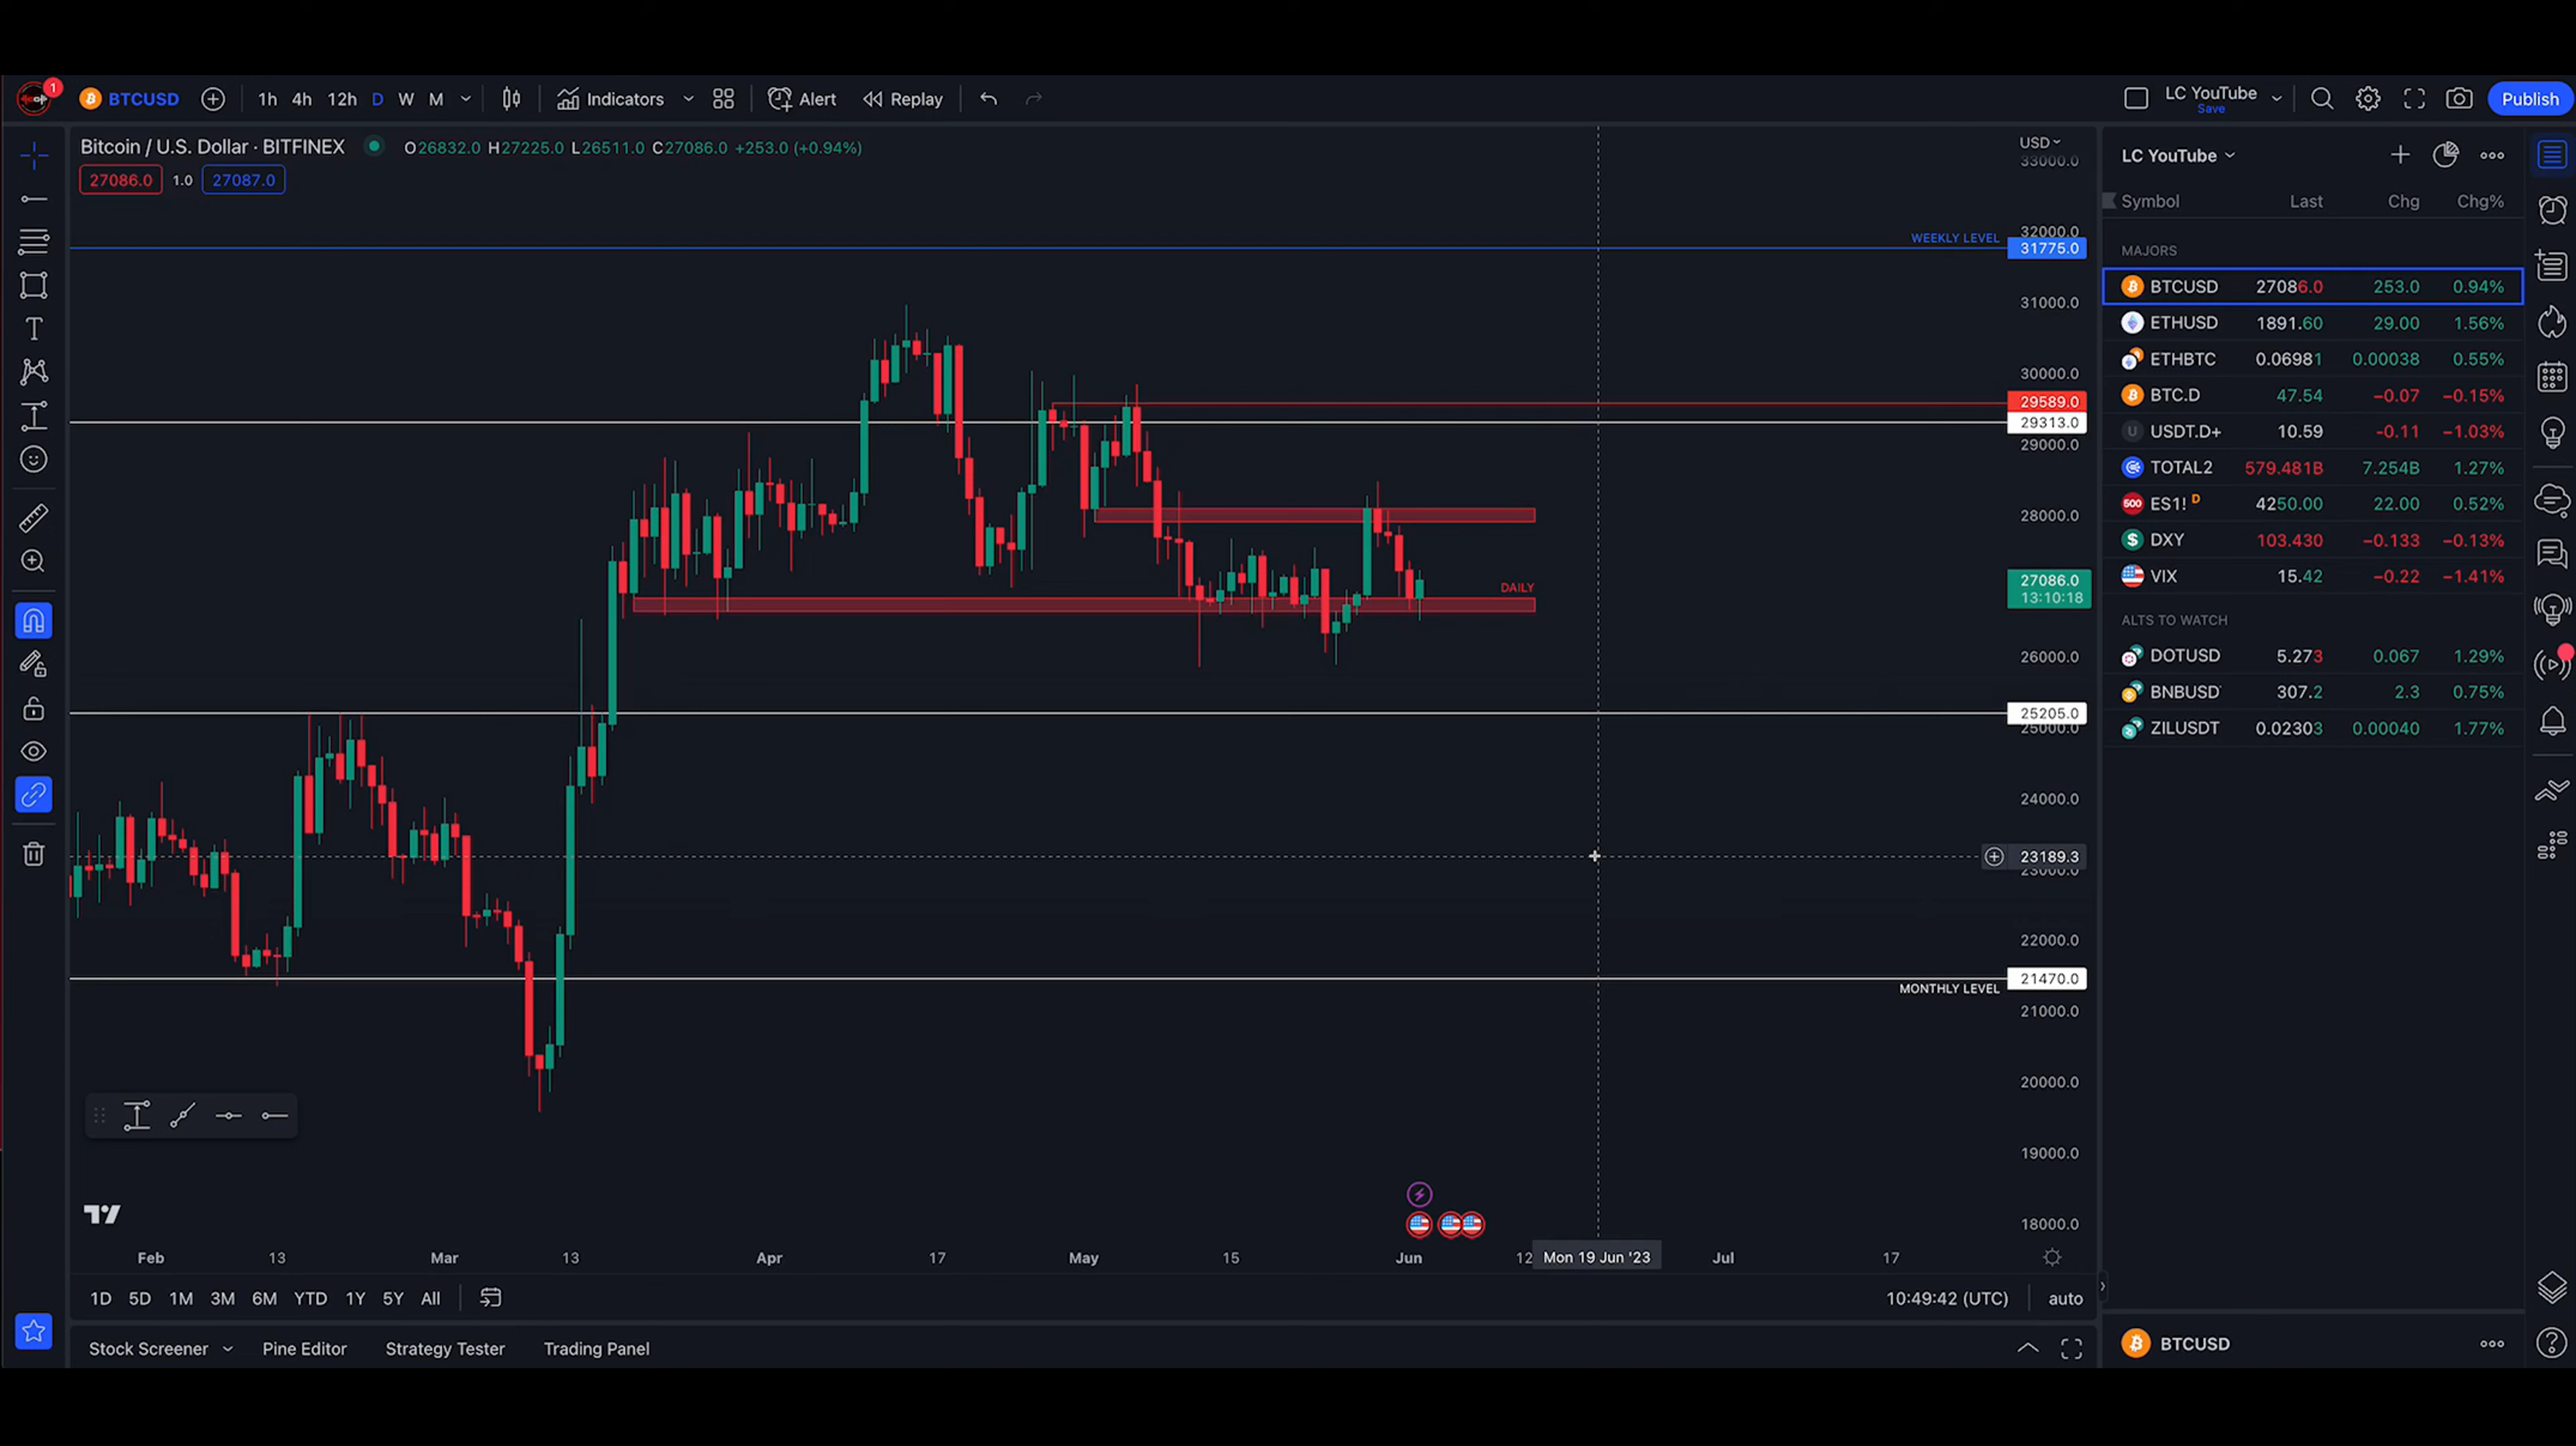 1 BTCUSD 1h 4h 12h D W M Indicators Alert Replay LC YouTube Save Publish
Bitcoin / U.S. Dollar · BITFINEX O26832.0 H27225.0 L26511.0 C27086.0 +253.0 (+0.94%)
27086.0 1.0 27087.0
USD
33000.0
WEEKLY LEVEL
32000.0
31775.0
31000.0
30000.0
29589.0
29313.0
29000.0
28000.0
DAILY
27086.0
13:10:18
26000.0
25205.0
25000.0
24000.0
23189.3
23000.0
22000.0
21470.0
MONTHLY LEVEL
21000.0
20000.0
19000.0
18000.0
Feb 13 Mar 13 Apr 17 May 15 Jun 12 Mon 19 Jun '23 Jul 17
1D 5D 1M 3M 6M YTD 1Y 5Y All 10:49:42 (UTC) auto
Stock Screener Pine Editor Strategy Tester Trading Panel
LC YouTube
Symbol Last Chg Chg%
MAJORS
BTCUSD 27086.0 253.0 0.94%
ETHUSD 1891.60 29.00 1.56%
ETHBTC 0.06981 0.00038 0.55%
BTC.D 47.54 −0.07 −0.15%
U USDT.D+ 10.59 −0.11 −1.03%
TOTAL2 579.481B 7.254B 1.27%
500 ES1! D 4250.00 22.00 0.52%
DXY 103.430 −0.133 −0.13%
VIX 15.42 −0.22 −1.41%
ALTS TO WATCH
DOTUSD 5.273 0.067 1.29%
BNBUSD 307.2 2.3 0.75%
ZILUSDT 0.02303 0.00040 1.77%
BTCUSD